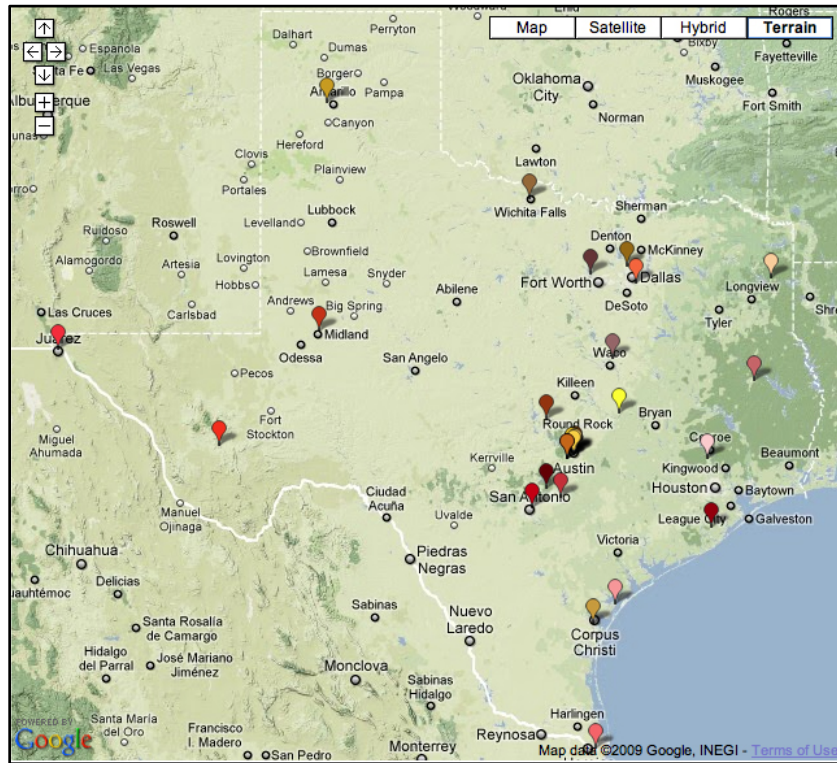 Woodward
Enid
Map
Satellite
Hybrid
Terrain
Rogers
Perryton
Dalhart
Dumas
Bixby
Fayetteville
Espanola
Las Vegas
Santa Fe
Borger
Pampa
Amarillo
Oklahoma
City
Muskogee
Fort Smith
Albuquerque
Norman
Canyon
Hereford
Clovis
Plainview
Lawton
Portales
Wichita Falls
Sherman
Ruidoso
Roswell
Levelland
Lubbock
Denton
McKinney
Alamogordo
Artesia
Lovington
Brownfield
Hobbs
Lamesa
Snyder
Abilene
Fort Worth
Dallas
Longview
DeSoto
Las Cruces
Carlsbad
Andrews
Big Spring
Tyler
Juárez
Midland
Odessa
Waco
San Angelo
Pecos
Killeen
Fort
Stockton
Round Rock
Bryan
Miguel
Ahumada
Conroe
Kerrville
Austin
Kingwood
Beaumont
Manuel
Ojinaga
Ciudad
Acuña
San Antonio
Houston
Baytown
Uvalde
League City
Galveston
Chihuahua
Piedras
Negras
Victoria
Delicias
Santa Rosalía
de Camargo
Sabinas
Nuevo
Laredo
Corpus
Christi
Hidalgo
del Parral
José Mariano
Jiménez
Monclova
Sabinas
Hidalgo
Santa María
del Oro
Francisco
I. Madero
San Pedro
Monterrey
Reynosa
Harlingen
POWERED BY
Google
Map data ©2009 Google, INEGI - Terms of Use